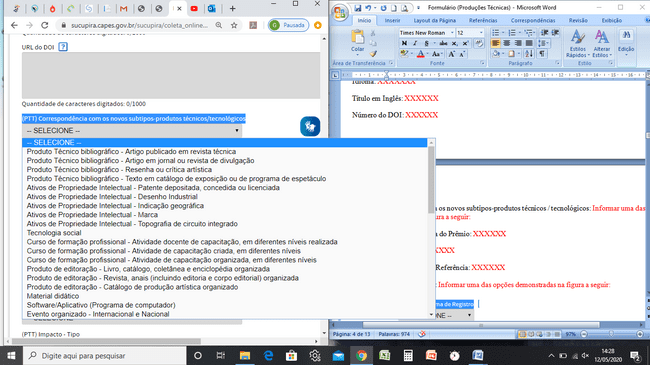 sucupira.capes.gov.br/sucupira/coleta_online...
Pausada
URL do DOI
Quantidade de caracteres digitados: 0/1000
(PTT) Correspondência com os novos subtipos-produtos técnicos/tecnológicos
-- SELECIONE --
-- SELECIONE --
Produto Técnico bibliográfico - Artigo publicado em revista técnica
Produto Técnico bibliográfico - Artigo em jornal ou revista de divulgação
Produto Técnico bibliográfico - Resenha ou crítica artística
Produto Técnico bibliográfico - Texto em catálogo de exposição ou de programa de espetáculo
Ativos de Propriedade Intelectual - Patente depositada, concedida ou licenciada
Ativos de Propriedade Intelectual - Desenho Industrial
Ativos de Propriedade Intelectual - Indicação geográfica
Ativos de Propriedade Intelectual - Marca
Ativos de Propriedade Intelectual - Topografia de circuito integrado
Tecnologia social
Curso de formação profissional - Atividade docente de capacitação, em diferentes níveis realizada
Curso de formação profissional - Atividade de capacitação criada, em diferentes níveis
Curso de formação profissional - Atividade de capacitação organizada, em diferentes níveis
Produto de editoração - Livro, catálogo, coletânea e enciclopédia organizada
Produto de editoração - Revista, anais (incluindo editoria e corpo editorial) organizada
Produto de editoração - Catálogo de produção artística organizado
Material didático
Software/Aplicativo (Programa de computador)
Evento organizado - Internacional e Nacional
-- SELECIONE --
(PTT) Impacto - Tipo
Formulário (Produções Técnicas) - Microsoft Word
Início Layout da Página Referências Correspondências Revisão Exibição
Times New Roman 12
Colar
Estilos Rápidos
Alterar Estilos
Edição
Área de Transferência Fonte Parágrafo Estilo
Idioma: XXXXXX
Título em Inglês: XXXXXX
Número do DOI: XXXXXX
os novos subtipos-produtos técnicos / tecnológicos: Informar uma das
figura a seguir:
do Prêmio: XXXXXX
XXXXX
Referência: XXXXXX
Informar uma das opções demonstradas na figura a seguir:
ma de Registro
ONE --
Página: 4 de 13 Palavras: 974 97%
Digite aqui para pesquisar
14:28
12/05/2020